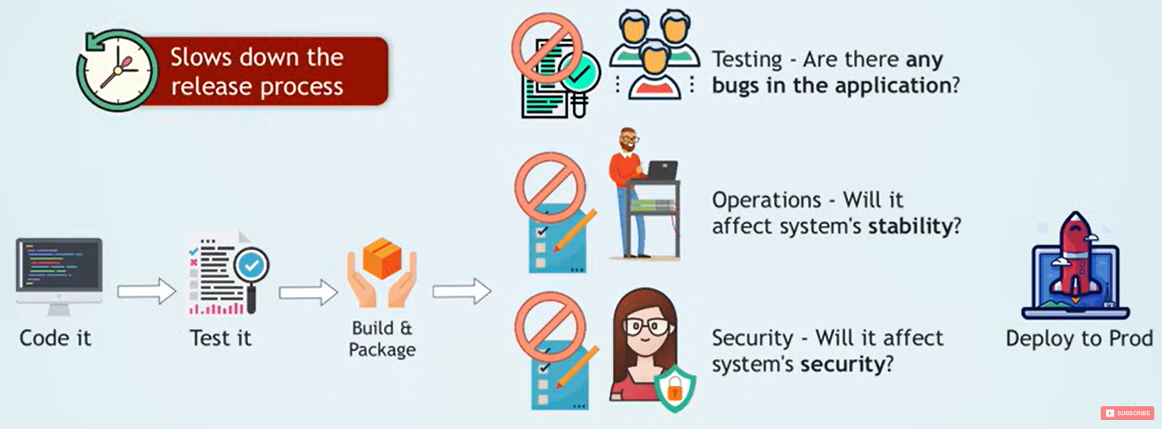 Slows down the
release process
Testing - Are there any
bugs in the application?
Operations - Will it
affect system's stability?
Code it
Test it
Build &
Package
Security - Will it affect
system's security?
Deploy to Prod
SUBSCRIBE